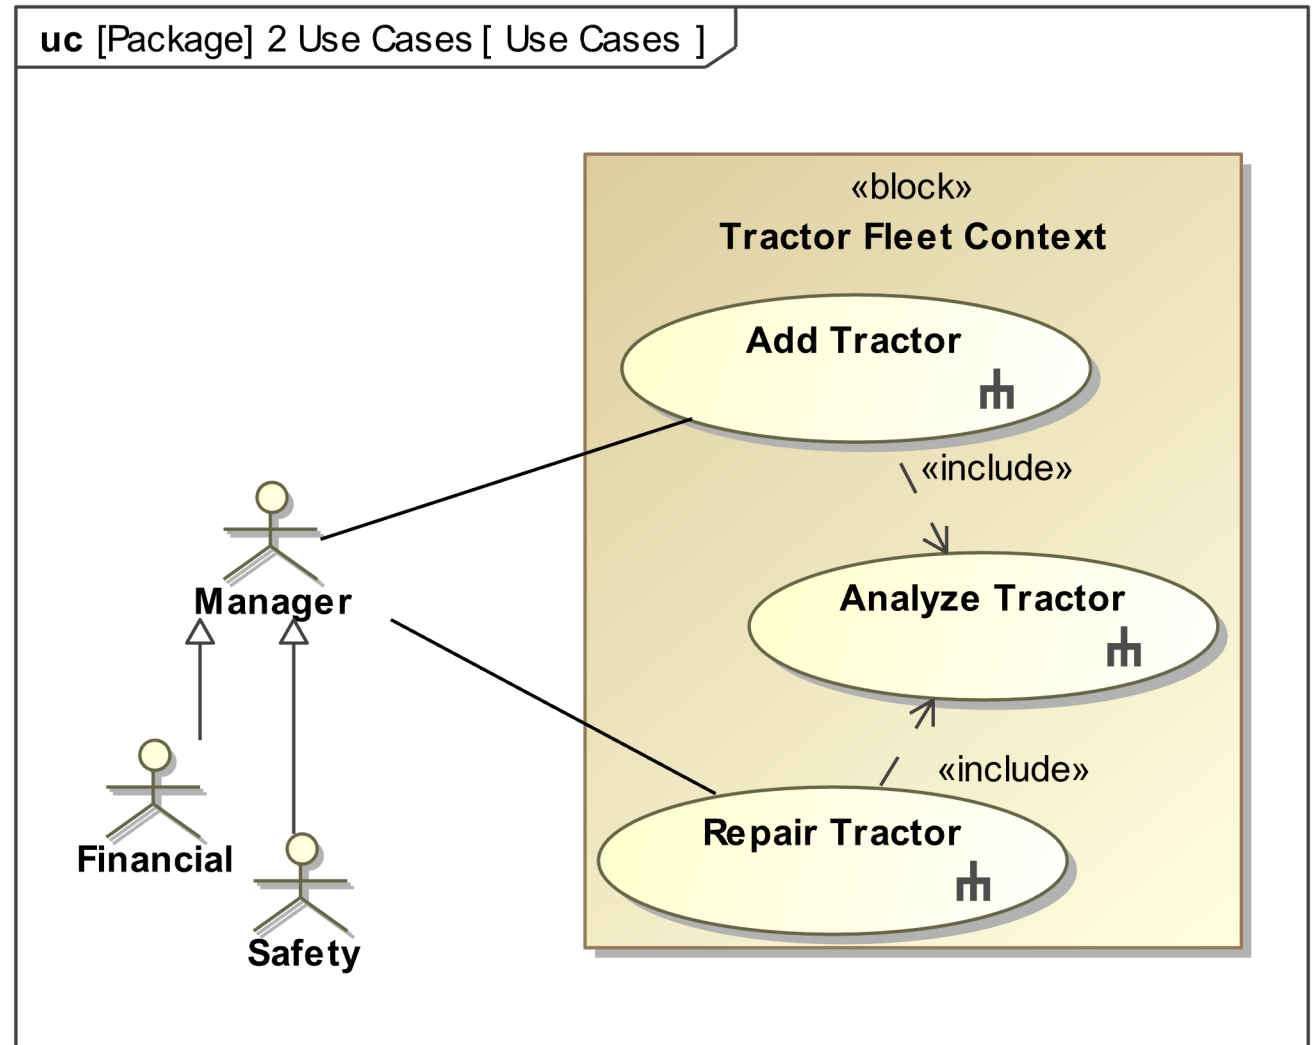 uc [Package] 2 Use Cases [ Use Cases ]
«block»
Tractor Fleet Context
Add Tractor
«include»
Analyze Tractor
Manager
«include»
Repair Tractor
Financial
Safety